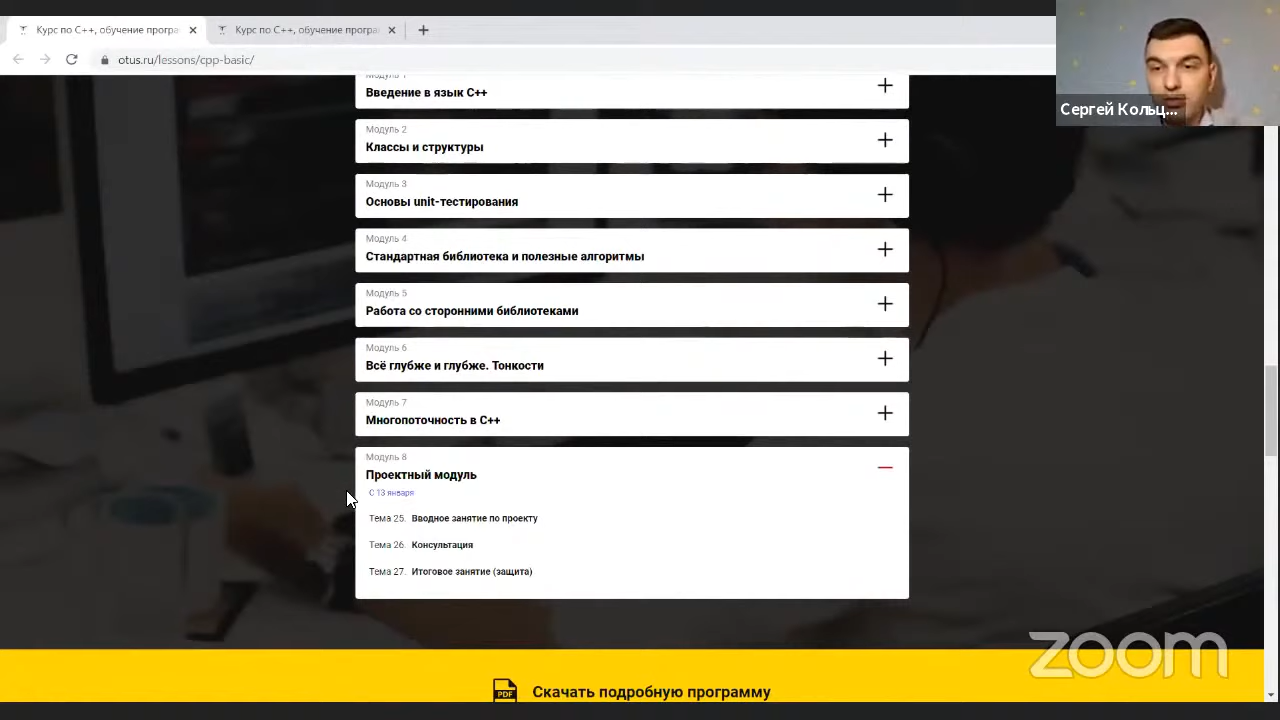 Курс по С++, обучение програ
Курс по С++, обучение програ
otus.ru/lessons/cpp-basic/
Сергей Кольц...
Модуль 1
Введение в язык С++
Модуль 2
Классы и структуры
Модуль 3
Основы unit-тестирования
Модуль 4
Стандартная библиотека и полезные алгоритмы
Модуль 5
Работа со сторонними библиотеками
Модуль 6
Всё глубже и глубже. Тонкости
Модуль 7
Многопоточность в С++
Модуль 8
Проектный модуль
С 13 января
Тема 25. Вводное занятие по проекту
Тема 26. Консультация
Тема 27. Итоговое занятие (защита)
zoom
PDF
Скачать подробную программу